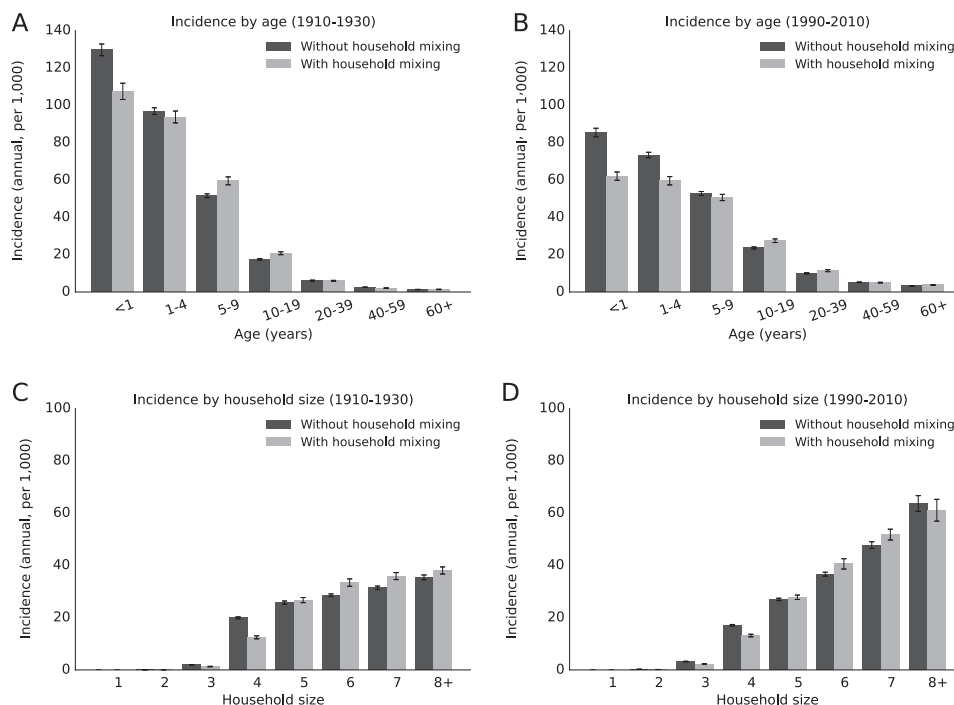 A
Incidence by age (1910-1930)
Without household mixing
With household mixing
Incidence (annual, per 1,000)
140
120
100
80
60
40
20
0
<1
1-4
5-9
10-19
20-39
40-59
60+
Age (years)
B
Incidence by age (1990-2010)
Without household mixing
With household mixing
Incidence (annual, per 1·000)
140
120
100
80
60
40
20
0
<1
1-4
5-9
10-19
20-39
40-59
60+
Age (years)
C
Incidence by household size (1910-1930)
Without household mixing
With household mixing
Incidence (annual, per 1,000)
100
80
60
40
20
0
1
2
3
4
5
6
7
8+
Household size
D
Incidence by household size (1990-2010)
Without household mixing
With household mixing
Incidence (annual, per 1,000)
100
80
60
40
20
0
1
2
3
4
5
6
7
8+
Household size